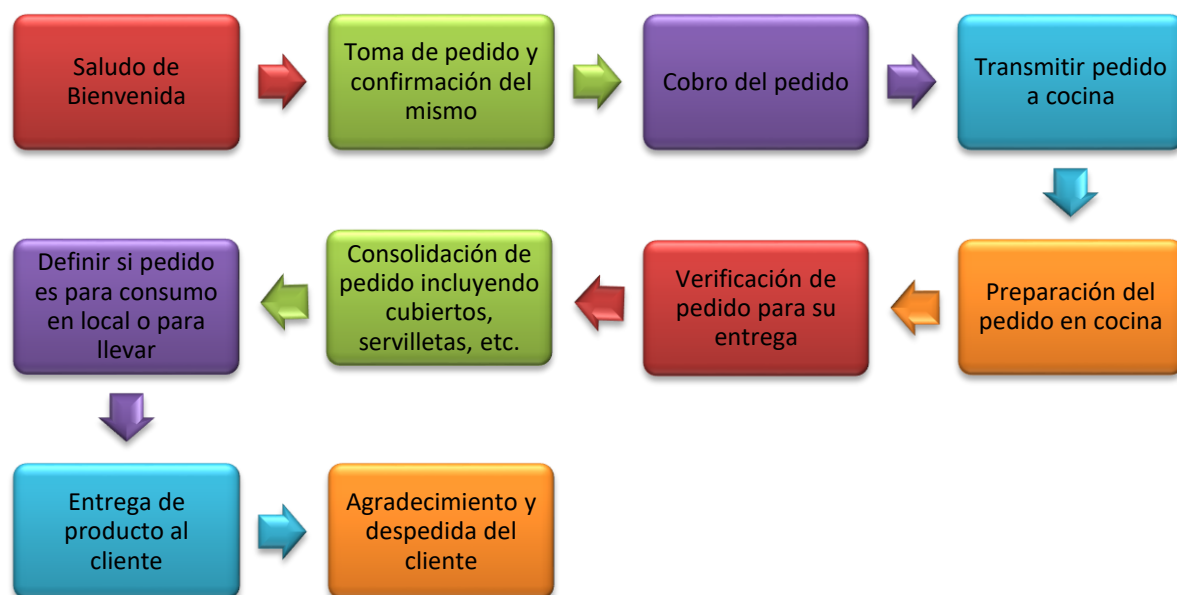 Saludo de
Bienvenida
Toma de pedido y
confirmación del
mismo
Cobro del pedido
Transmitir pedido
a cocina
Preparación del
pedido en cocina
Verificación de
pedido para su
entrega
Consolidación de
pedido incluyendo
cubiertos,
servilletas, etc.
Definir si pedido
es para consumo
en local o para
llevar
Entrega de
producto al
cliente
Agradecimiento y
despedida del
cliente